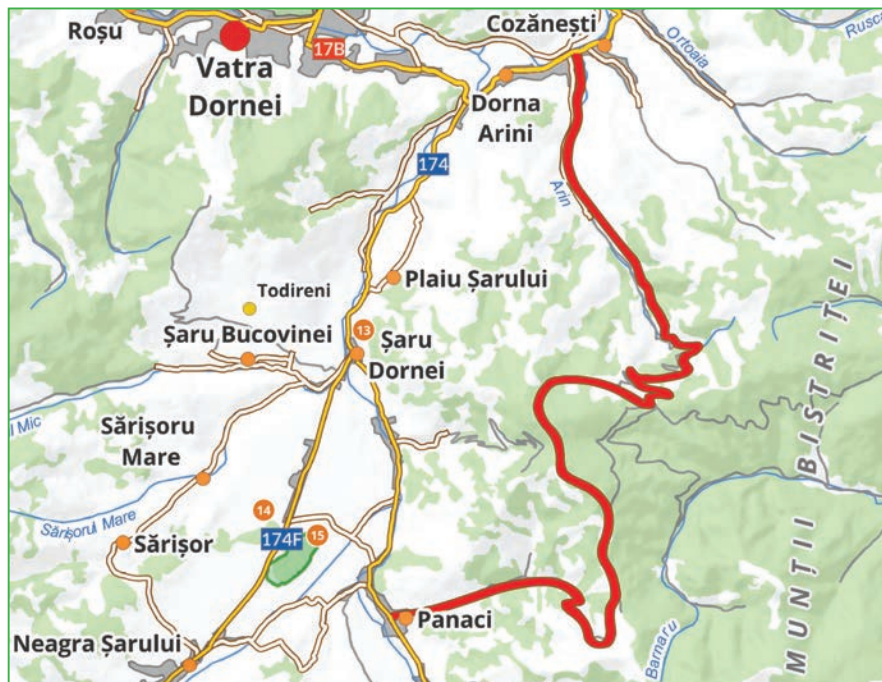 Roșu
Vatra
Dornei
17B
Cozănești
Ortoaia
Rusca
Dorna
Arini
174
Arin
Plaiu Șarului
Todireni
Șaru Bucovinei
13
Șaru
Dornei
l Mic
Sărișoru
Mare
MUNȚII BISTRIȚEI
Sărișorul Mare
14
15
174F
Sărișor
Panaci
Neagra Șarului
Barnaru